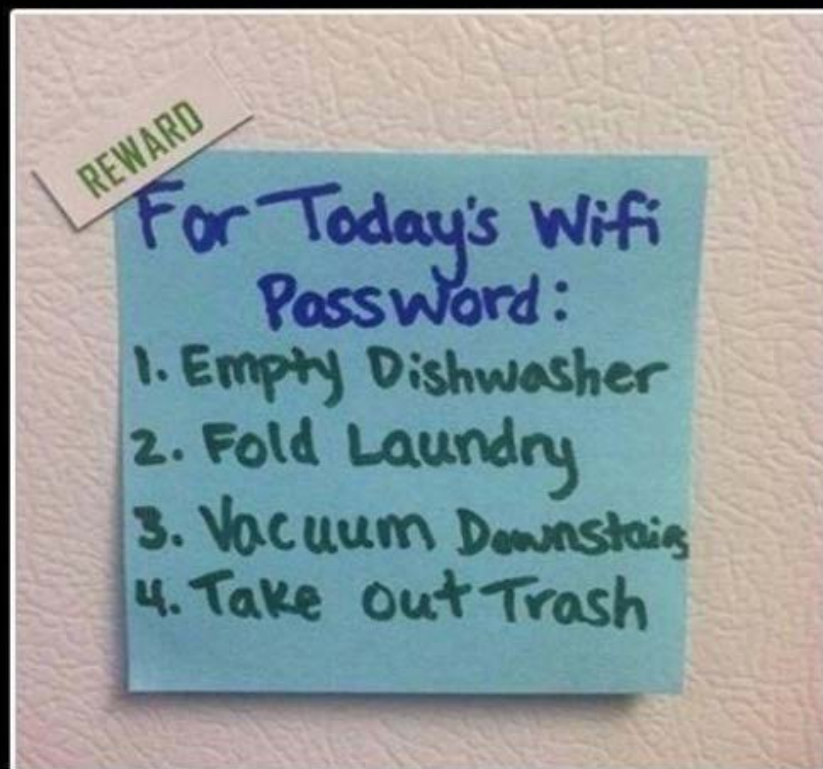 REWARD
For Today's Wifi
Password:
1. Empty Dishwasher
2. Fold Laundry
3. Vacuum Downstairs
4. Take Out Trash